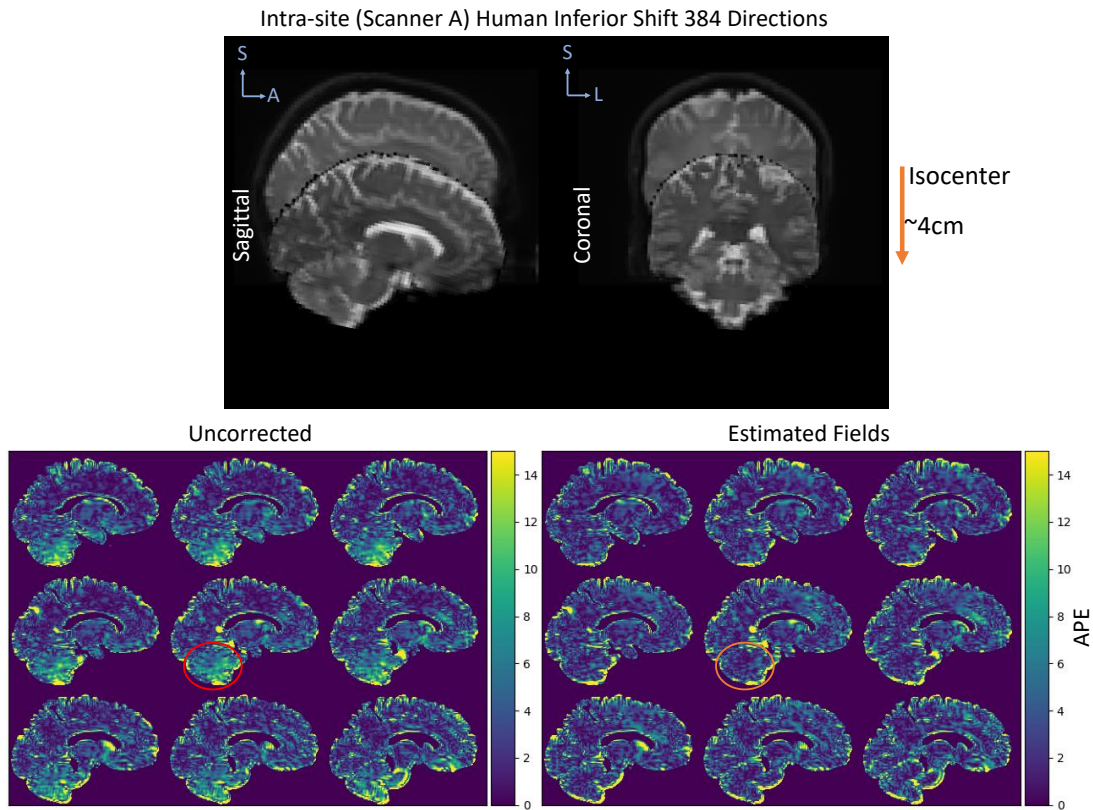 Intra-site (Scanner A) Human Inferior Shift 384 Directions
S
A
Sagittal
S
L
Coronal
Isocenter
~4cm
Uncorrected
14
12
10
8
6
4
2
0
Estimated Fields
14
12
10
8
6
4
2
0
APE